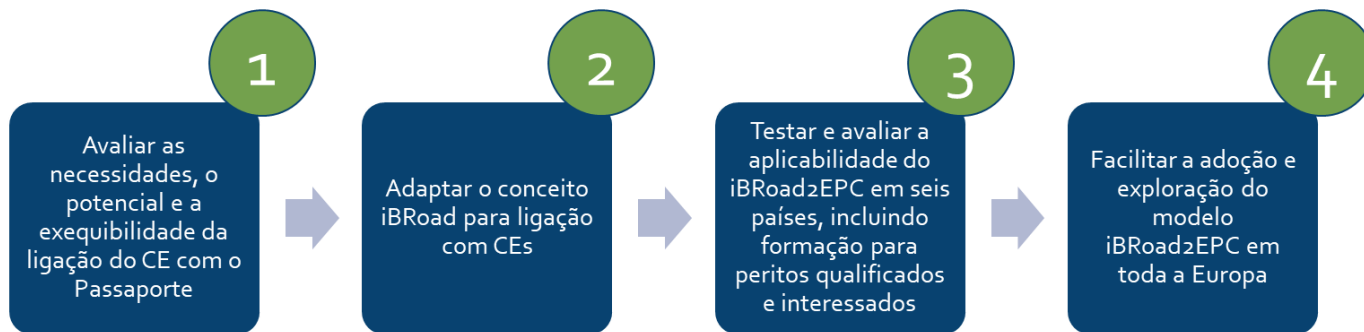 1
Avaliar as
necessidades, o
potencial e a
exequibilidade da
ligação do CE com o
Passaporte
2
Adaptar o conceito
iBRoad para ligação
com CEs
3
Testar e avaliar a
aplicabilidade do
iBRoad2EPC em seis
países, incluindo
formação para
peritos qualificados
e interessados
4
Facilitar a adoção e
exploração do
modelo
iBRoad2EPC em
toda a Europa